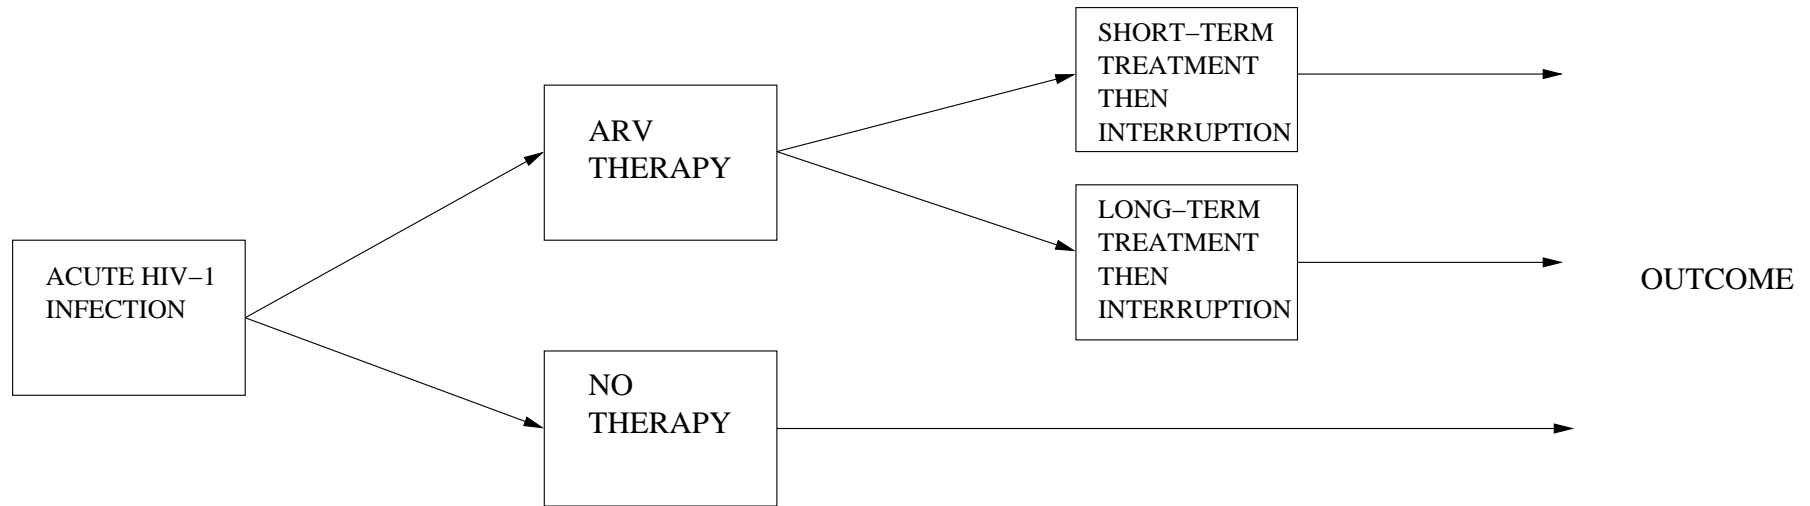 ACUTE HIV−1
INFECTION
ARV
THERAPY
NO
THERAPY
SHORT−TERM
TREATMENT
THEN
INTERRUPTION
LONG−TERM
TREATMENT
THEN
INTERRUPTION
OUTCOME